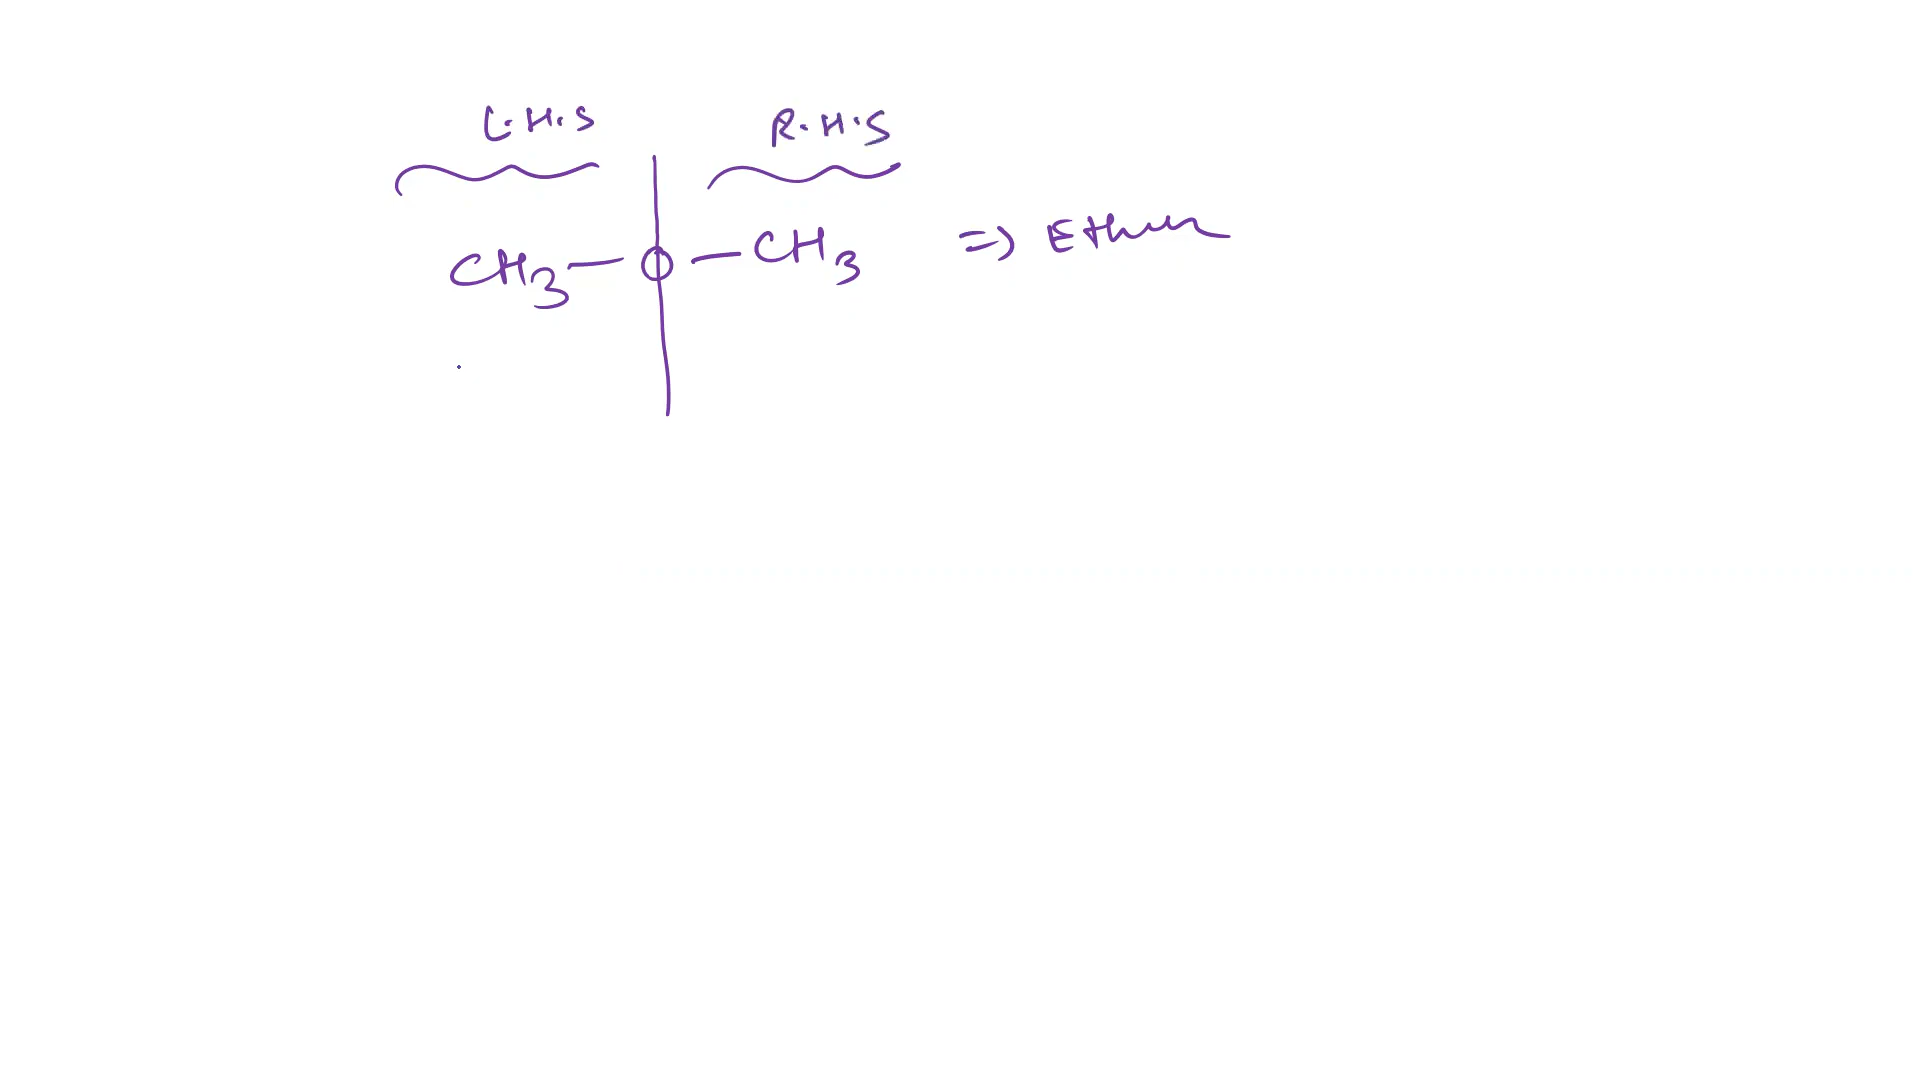 L.H.S R.H.S
CH3 — O — CH3 => Ether